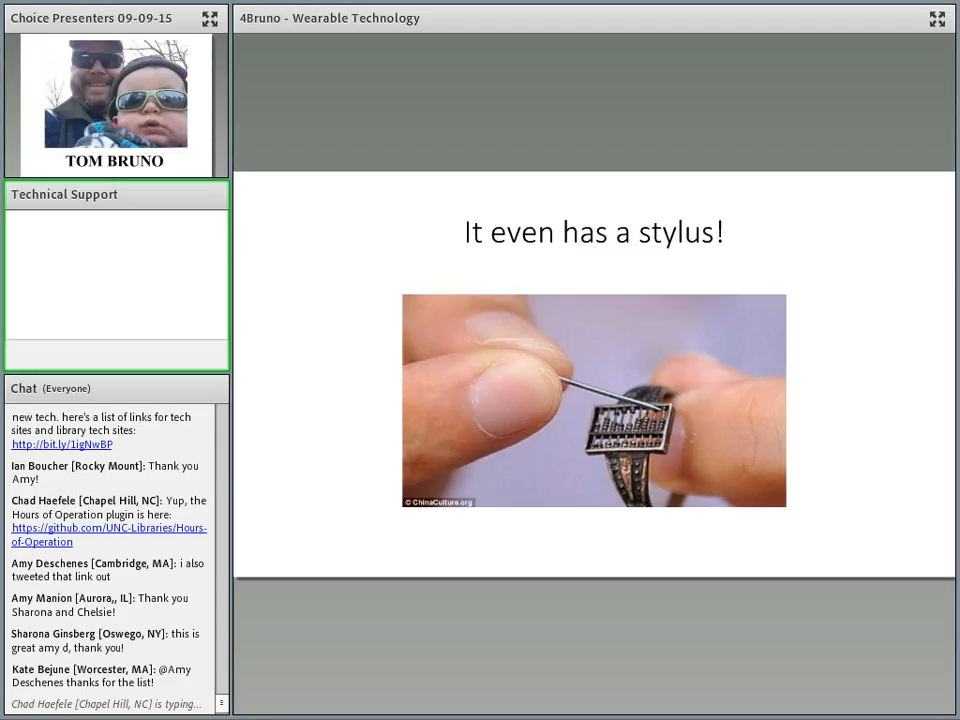 Choice Presenters 09-09-15
TOM BRUNO
Technical Support
Chat (Everyone)
new tech. here's a list of links for tech
sites and library tech sites:
http://bit.ly/1igNwBP
Ian Boucher [Rocky Mount]: Thank you
Amy!
Chad Haefele [Chapel Hill, NC]: Yup, the
Hours of Operation plugin is here:
https://github.com/UNC-Libraries/Hours-
of-Operation
Amy Deschenes [Cambridge, MA]: i also
tweeted that link out
Amy Manion [Aurora,, IL]: Thank you
Sharona and Chelsie!
Sharona Ginsberg [Oswego, NY]: this is
great amy d, thank you!
Kate Bejune [Worcester, MA]: @Amy
Deschenes thanks for the list!
Chad Haefele [Chapel Hill, NC] is typing...
4Bruno - Wearable Technology
It even has a stylus!
© ChinaCulture.org